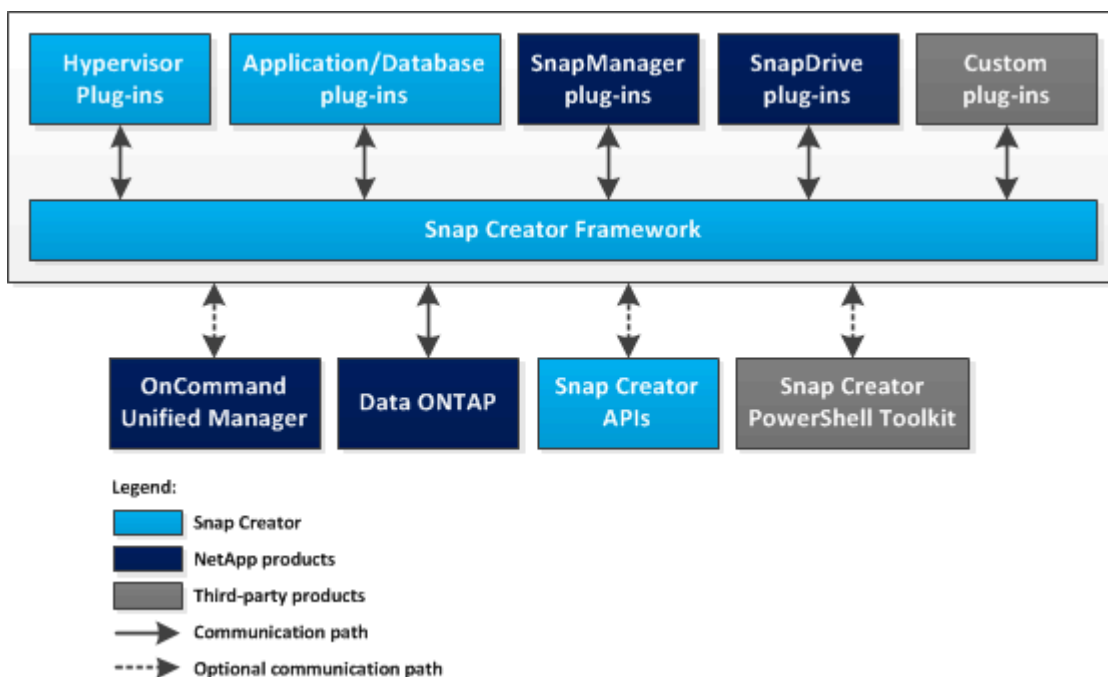 Hypervisor
Plug-ins
Application/Database
plug-ins
SnapManager
plug-ins
SnapDrive
plug-ins
Custom
plug-ins
Snap Creator Framework
OnCommand
Unified Manager
Data ONTAP
Snap Creator
APIs
Snap Creator
PowerShell Toolkit
Legend:
Snap Creator
NetApp products
Third-party products
Communication path
Optional communication path